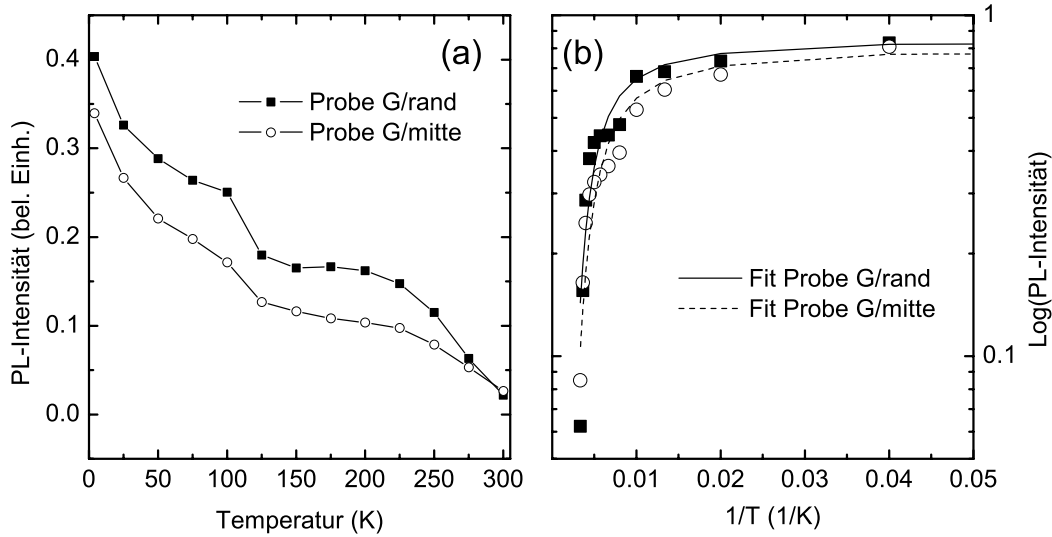 (a)
Probe G/rand
Probe G/mitte
PL-Intensität (bel. Einh.)
0.4
0.3
0.2
0.1
0.0
0 50 100 150 200 250 300
Temperatur (K)
(b)
Fit Probe G/rand
Fit Probe G/mitte
1
0.1
Log(PL-Intensität)
0.01 0.02 0.03 0.04 0.05
1/T (1/K)